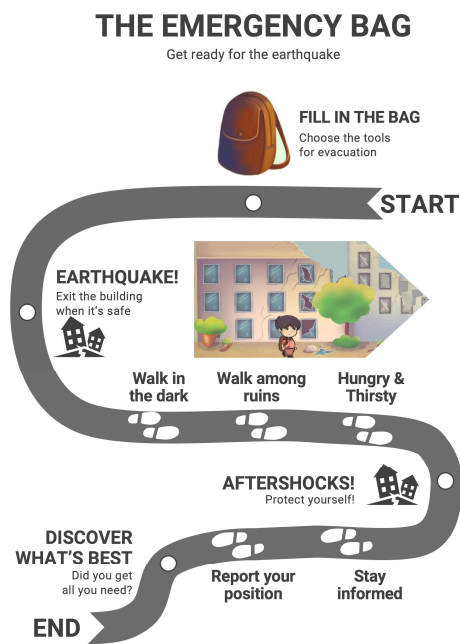 THE EMERGENCY BAG
Get ready for the earthquake
FILL IN THE BAG
Choose the tools
for evacuation
START
EARTHQUAKE!
Exit the building
when it's safe
Walk in
the dark
Walk among
ruins
Hungry &
Thirsty
AFTERSHOCKS!
Protect yourself!
DISCOVER
WHAT'S BEST
Did you get
all you need?
Report your
position
Stay
informed
END